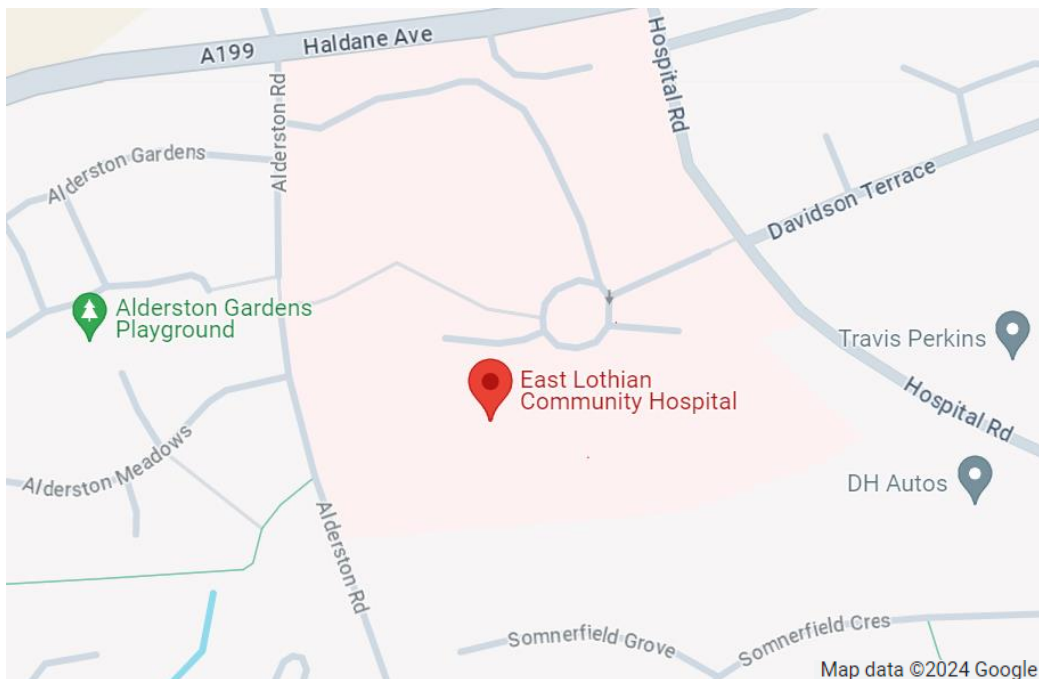 A199
Haldane Ave
Hospital Rd
Alderston Rd
Alderston Gardens
Davidson Terrace
Alderston Gardens
Playground
Travis Perkins
East Lothian
Community Hospital
Hospital Rd
Alderston Meadows
DH Autos
Alderston Rd
Somnerfield Grove
Somnerfield Cres
Map data ©2024 Google